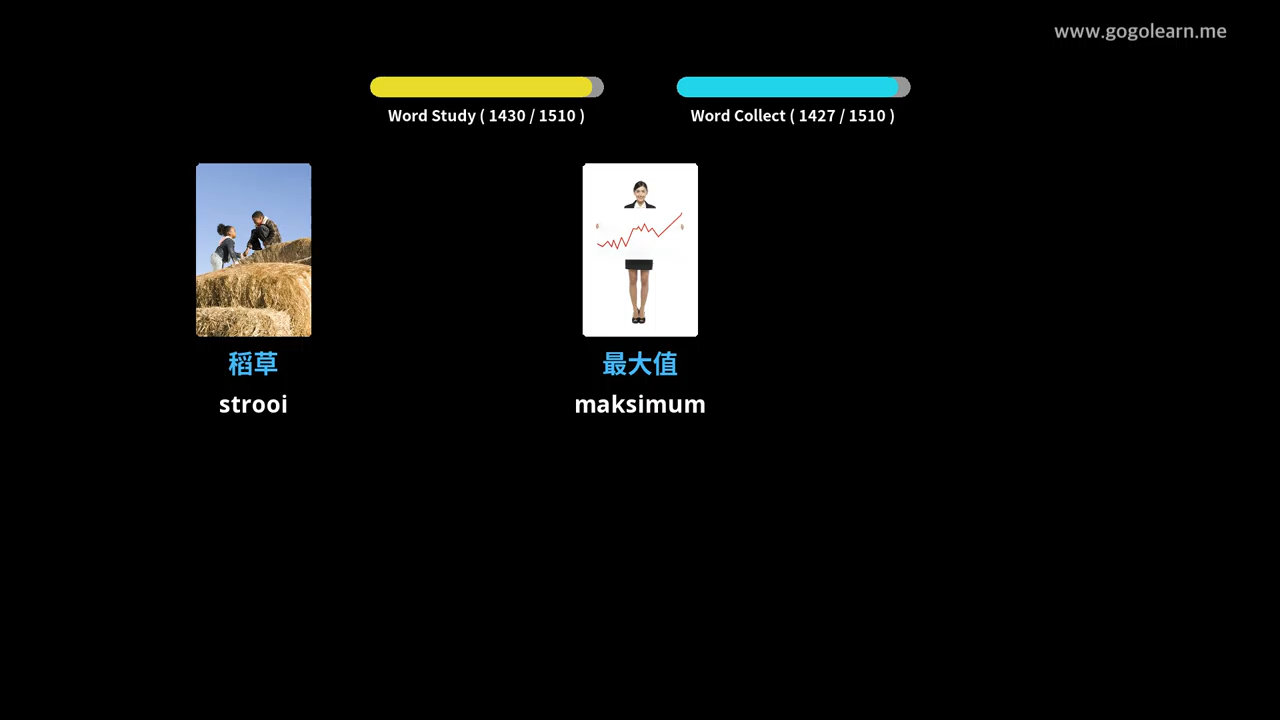 www.gogolearn.me
Word Study ( 1430 / 1510 )
Word Collect ( 1427 / 1510 )
稻草
strooi
最大值
maksimum